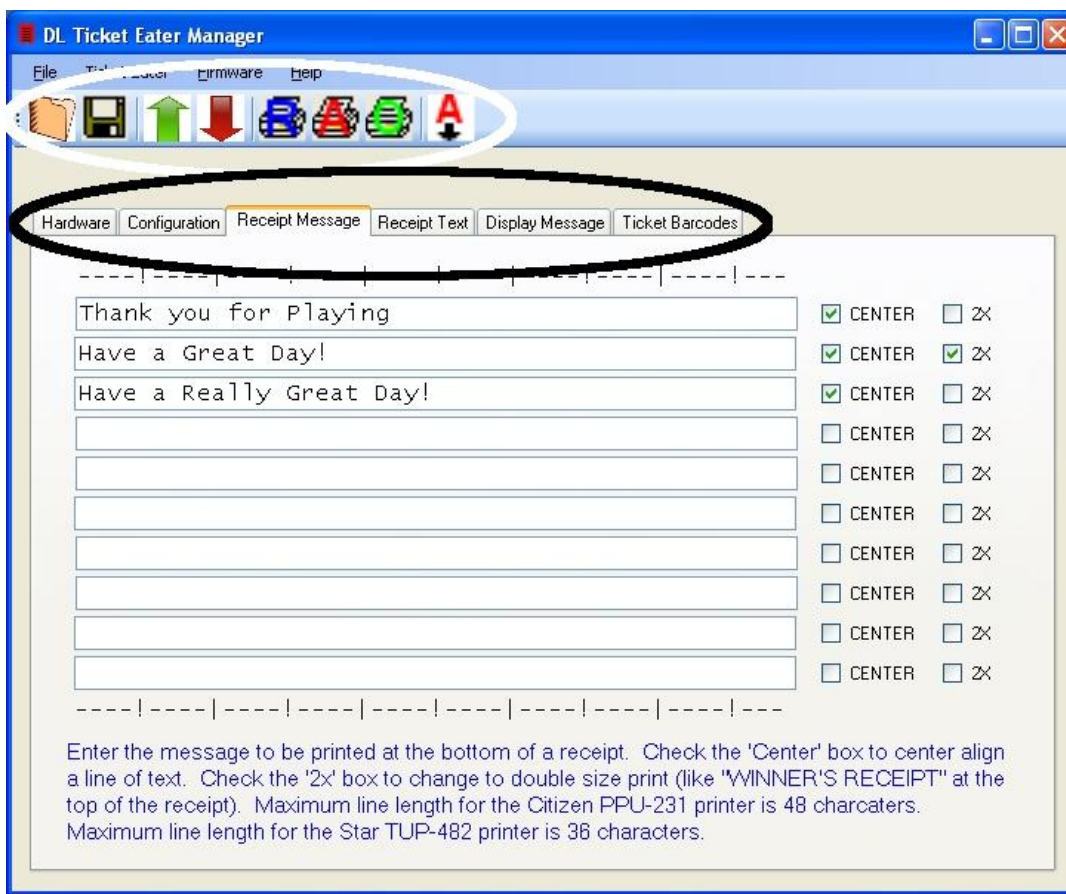 DL Ticket Eater Manager
File Ticket Eater Firmware Help
R A S A
Hardware Configuration Receipt Message Receipt Text Display Message Ticket Barcodes
----!----|----!----|----!----|----!----|----!---
Thank you for Playing CENTER 2X
Have a Great Day! CENTER 2X
Have a Really Great Day! CENTER 2X
CENTER 2X
CENTER 2X
CENTER 2X
CENTER 2X
CENTER 2X
CENTER 2X
CENTER 2X
----!----|----!----|----!----|----!----|----!---
Enter the message to be printed at the bottom of a receipt. Check the 'Center' box to center align
a line of text. Check the '2x' box to change to double size print (like "WINNER'S RECEIPT" at the
top of the receipt). Maximum line length for the Citizen PPU-231 printer is 48 charcaters.
Maximum line length for the Star TUP-482 printer is 36 characters.